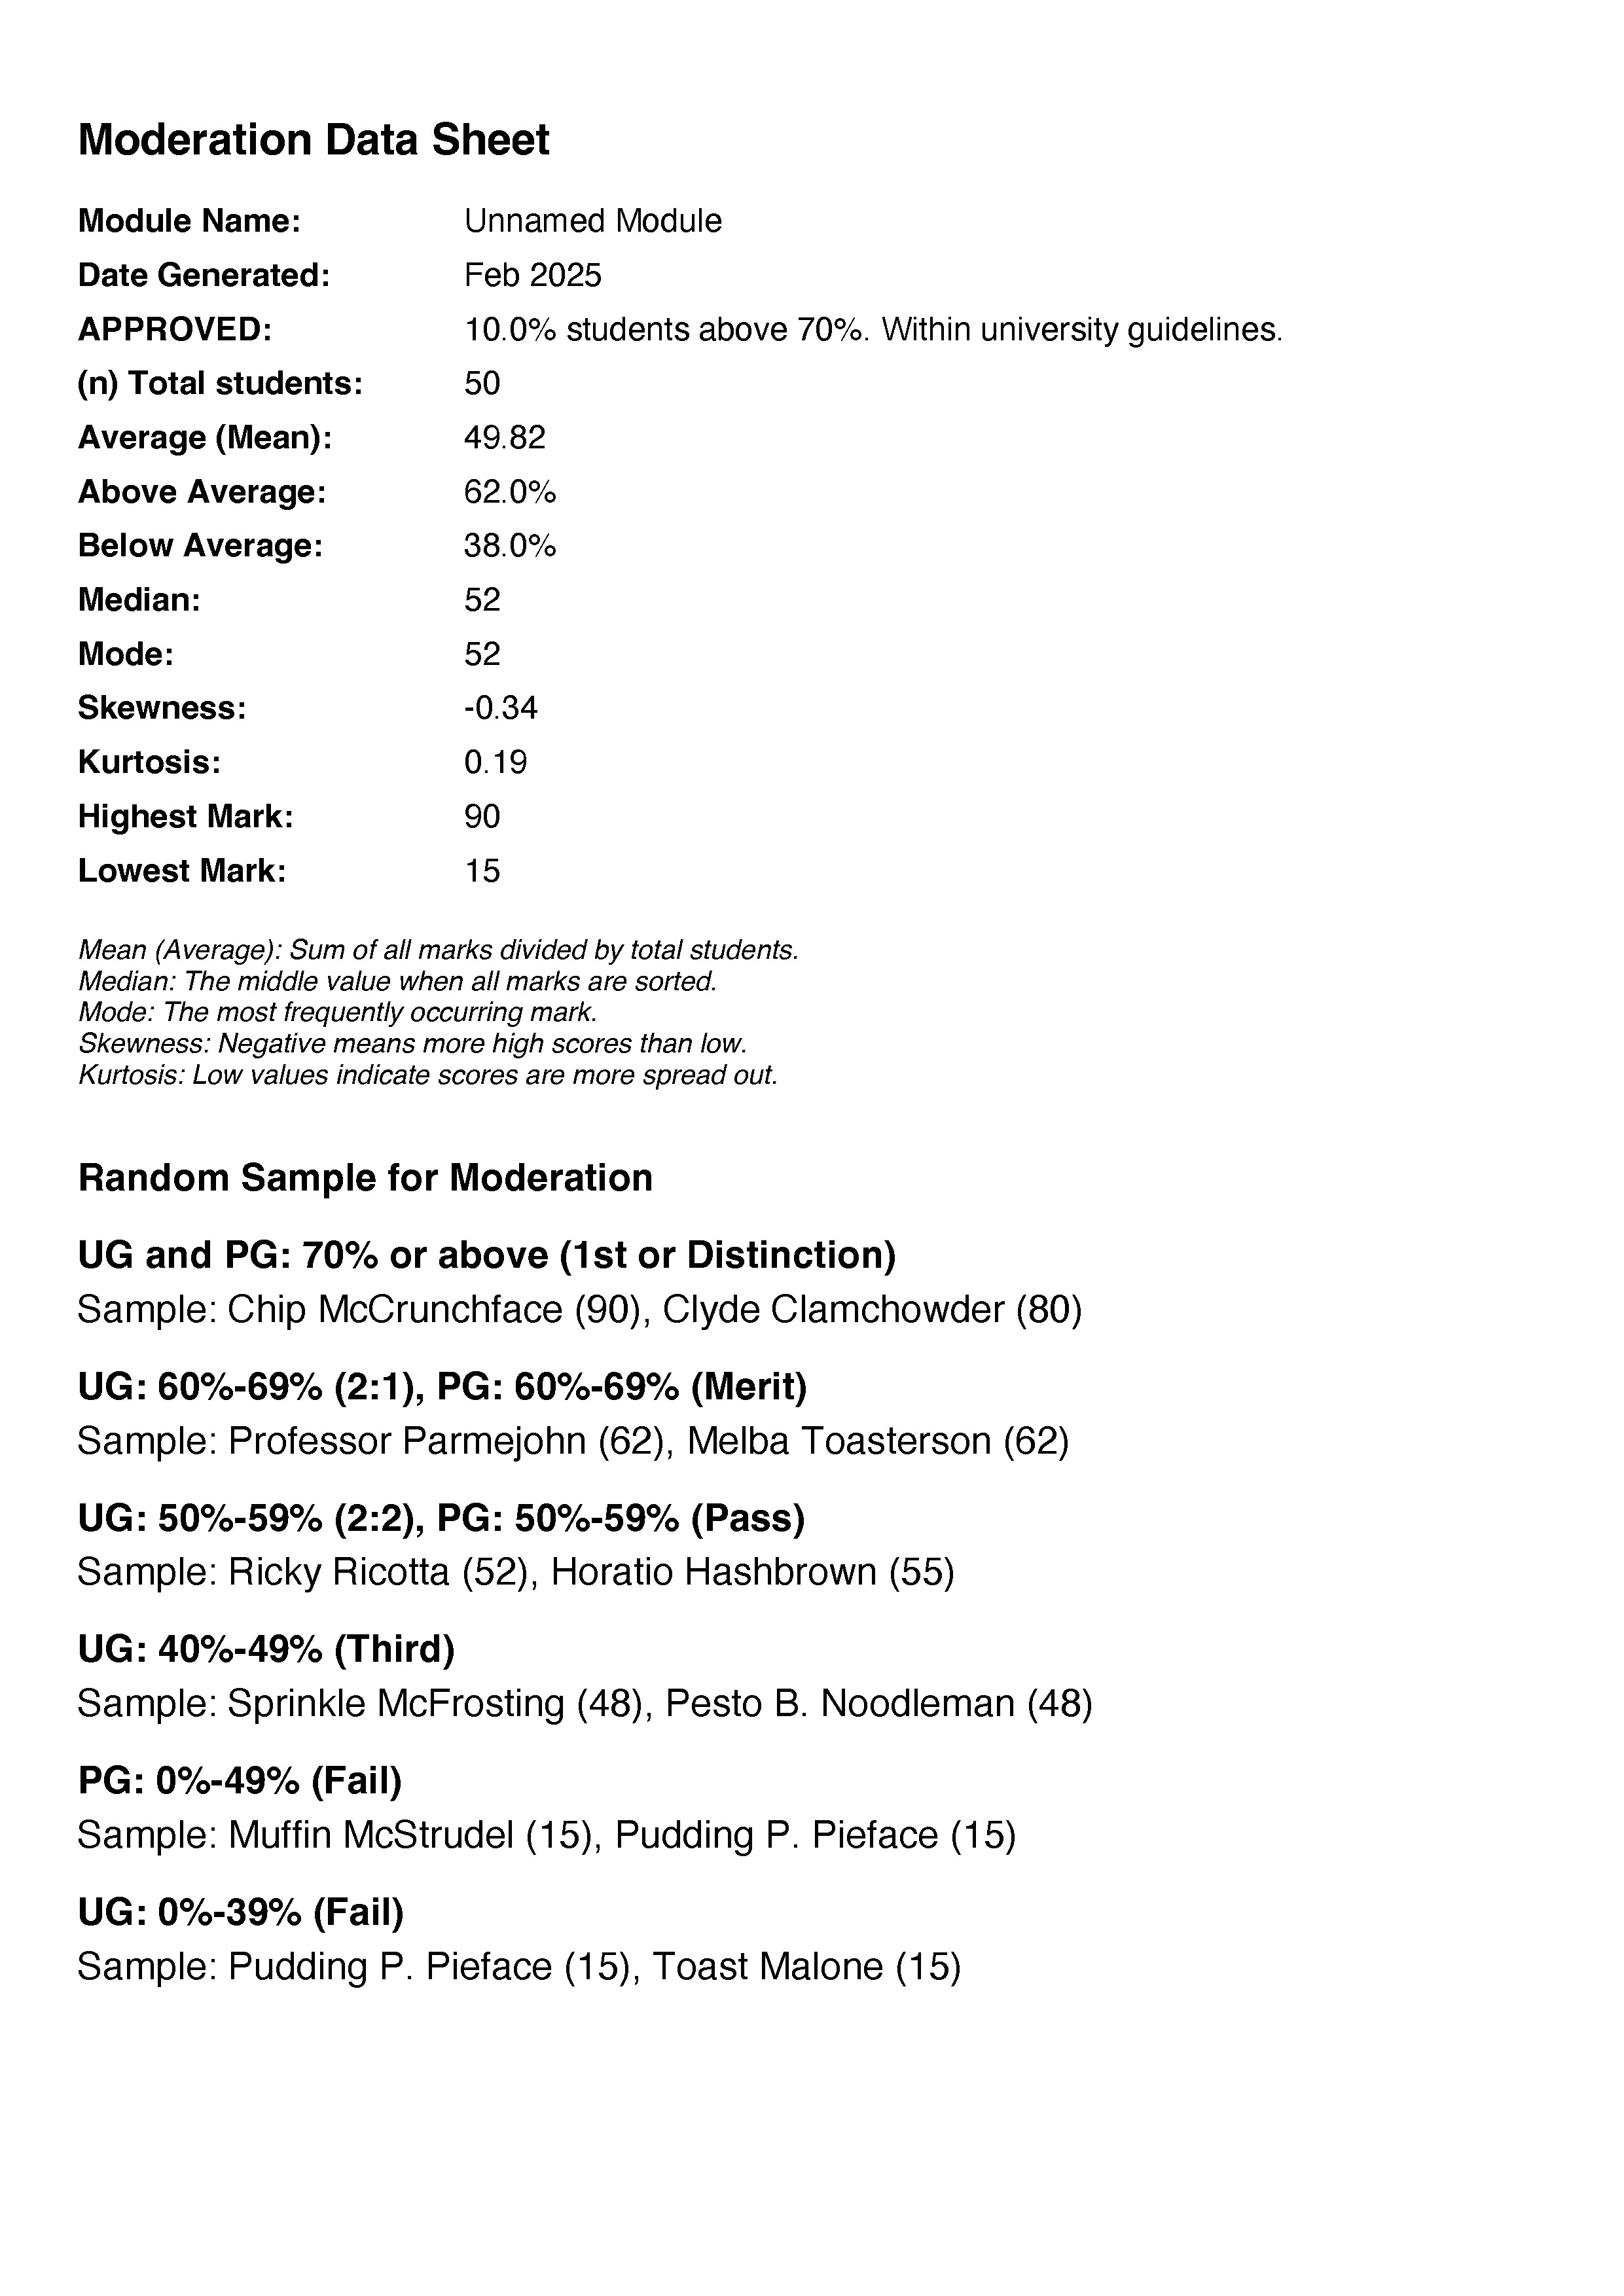 Moderation Data Sheet
Module Name: Unnamed Module
Date Generated: Feb 2025
APPROVED: 10.0% students above 70%. Within university guidelines.
(n) Total students: 50
Average (Mean): 49.82
Above Average: 62.0%
Below Average: 38.0%
Median: 52
Mode: 52
Skewness: -0.34
Kurtosis: 0.19
Highest Mark: 90
Lowest Mark: 15
Mean (Average): Sum of all marks divided by total students.
Median: The middle value when all marks are sorted.
Mode: The most frequently occurring mark.
Skewness: Negative means more high scores than low.
Kurtosis: Low values indicate scores are more spread out.
Random Sample for Moderation
UG and PG: 70% or above (1st or Distinction)
Sample: Chip McCrunchface (90), Clyde Clamchowder (80)
UG: 60%-69% (2:1), PG: 60%-69% (Merit)
Sample: Professor Parmejohn (62), Melba Toasterson (62)
UG: 50%-59% (2:2), PG: 50%-59% (Pass)
Sample: Ricky Ricotta (52), Horatio Hashbrown (55)
UG: 40%-49% (Third)
Sample: Sprinkle McFrosting (48), Pesto B. Noodleman (48)
PG: 0%-49% (Fail)
Sample: Muffin McStrudel (15), Pudding P. Pieface (15)
UG: 0%-39% (Fail)
Sample: Pudding P. Pieface (15), Toast Malone (15)